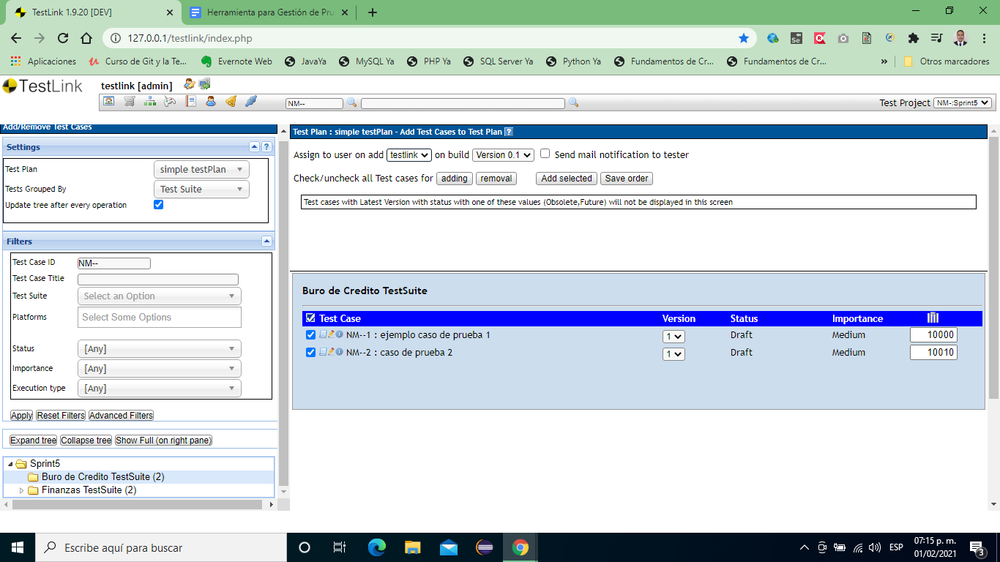 TestLink 1.9.20 [DEV]
Herramienta para Gestión de Pru
127.0.0.1/testlink/index.php
Aplicaciones
Curso de Git y la Te...
Evernote Web
JavaYa
MySQL Ya
PHP Ya
SQL Server Ya
Python Ya
Fundamentos de Cr...
Fundamentos de Cr...
»
Otros marcadores
TestLink
testlink [admin]
NM--
Test Project NM-:Sprint5
Add/Remove Test Cases
Settings
?
Test Plan simple testPlan
Tests Grouped By Test Suite
Update tree after every operation
Filters
Test Case ID NM--
Test Case Title
Test Suite Select an Option
Platforms Select Some Options
Status [Any]
Importance [Any]
Execution type [Any]
Apply Reset Filters Advanced Filters
Expand tree Collapse tree Show Full (on right pane)
Sprint5
Buro de Credito TestSuite (2)
Finanzas TestSuite (2)
Test Plan : simple testPlan - Add Test Cases to Test Plan ?
Assign to user on add testlink on build Version 0.1 Send mail notification to tester
Check/uncheck all Test cases for adding removal Add selected Save order
Test cases with Latest Version with status with one of these values (Obsolete,Future) will not be displayed in this screen
Buro de Credito TestSuite
Test Case Version Status Importance
NM--1 : ejemplo caso de prueba 1 1 Draft Medium 10000
NM--2 : caso de prueba 2 1 Draft Medium 10010
Escribe aquí para buscar
ESP
07:15 p. m.
01/02/2021
3